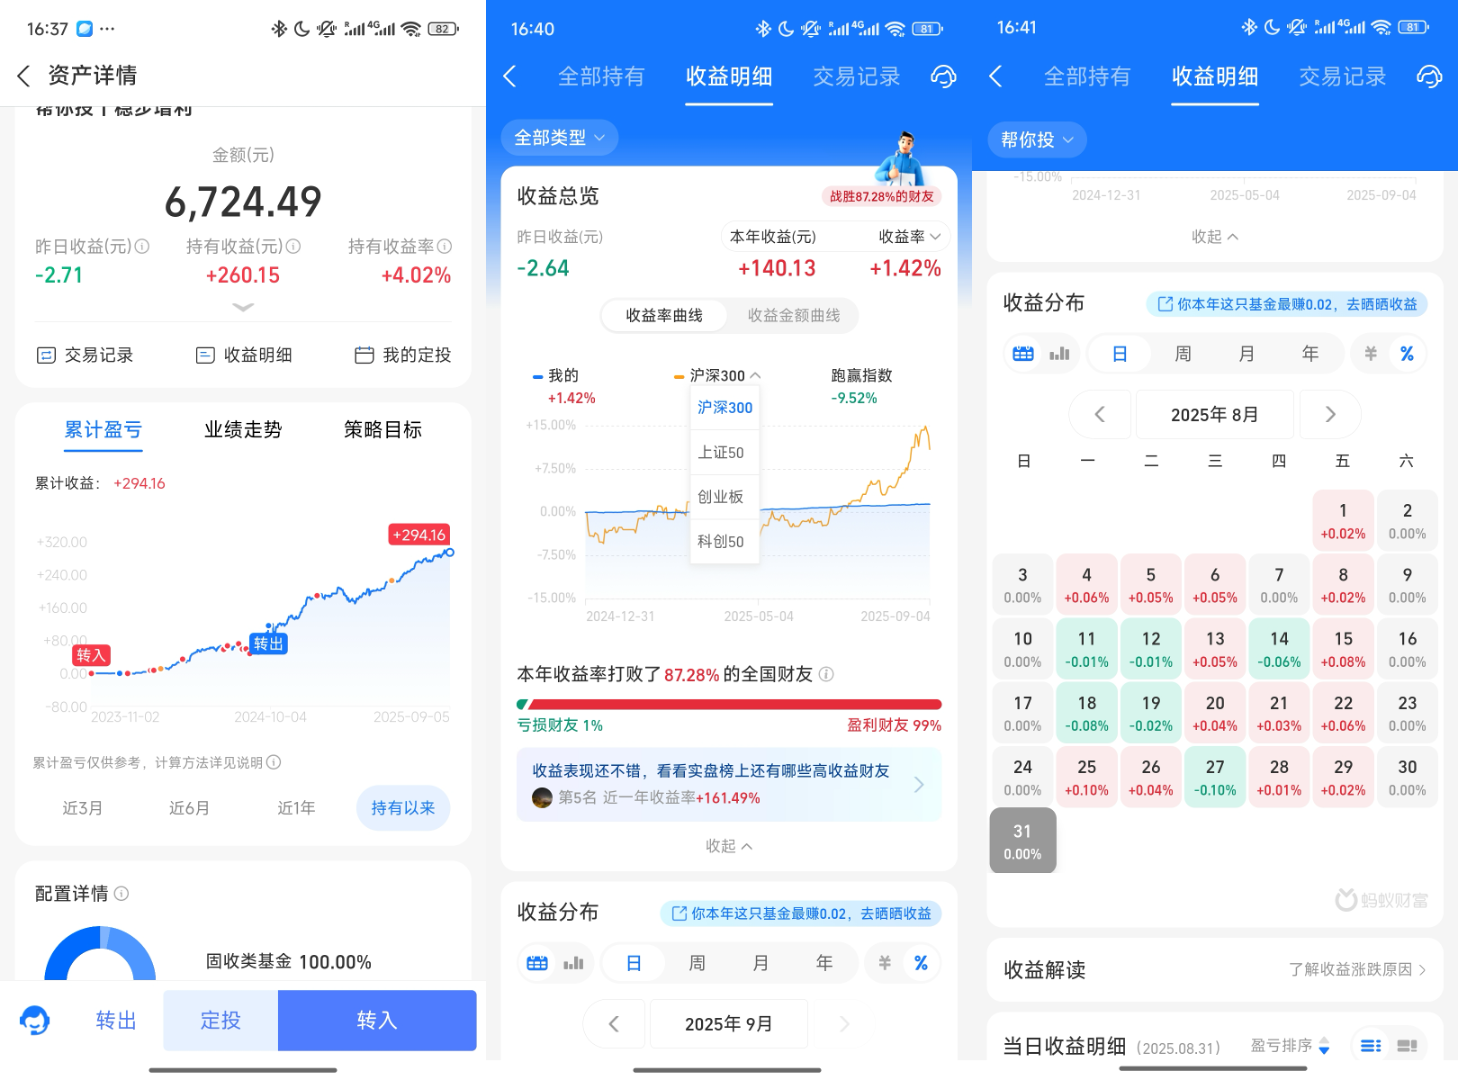 16:37 ··· R 4G 82
资产详情
帮你投|稳步增利
金额(元)
6,724.49
昨日收益(元) 持有收益(元) 持有收益率
-2.71 +260.15 +4.02%
交易记录 收益明细 我的定投
累计盈亏 业绩走势 策略目标
累计收益： +294.16
+294.16
+320.00
+240.00
+160.00
+80.00
转出
转入
0.00
-80.00
2023-11-02 2024-10-04 2025-09-05
累计盈亏仅供参考，计算方法详见说明
近3月 近6月 近1年 持有以来
配置详情
固收类基金 100.00%
转出 定投 转入
16:40 R 4G 81
全部持有 收益明细 交易记录
全部类型
收益总览 战胜87.28%的财友
昨日收益(元) 本年收益(元) 收益率
-2.64 +140.13 +1.42%
收益率曲线 收益金额曲线
我的 沪深300 跑赢指数
+1.42% -9.52%
沪深300
上证50
创业板
科创50
+15.00%
+7.50%
0.00%
-7.50%
-15.00%
2024-12-31 2025-05-04 2025-09-04
本年收益率打败了87.28%的全国财友
亏损财友 1% 盈利财友 99%
收益表现还不错，看看实盘榜上还有哪些高收益财友
第5名 近一年收益率+161.49%
收起
收益分布 你本年这只基金最赚0.02，去晒晒收益
日 周 月 年 ¥ %
2025年 9月
16:41 R 4G 81
全部持有 收益明细 交易记录
帮你投
-15.00%
2024-12-31 2025-05-04 2025-09-04
收起
收益分布 你本年这只基金最赚0.02，去晒晒收益
日 周 月 年 ¥ %
2025年 8月
日 一 二 三 四 五 六
1 2
+0.02% 0.00%
3 4 5 6 7 8 9
0.00% +0.06% +0.05% +0.05% 0.00% +0.02% 0.00%
10 11 12 13 14 15 16
0.00% -0.01% -0.01% +0.05% -0.06% +0.08% 0.00%
17 18 19 20 21 22 23
0.00% -0.08% -0.02% +0.04% +0.03% +0.06% 0.00%
24 25 26 27 28 29 30
0.00% +0.10% +0.04% -0.10% +0.01% +0.02% 0.00%
31
0.00%
蚂蚁财富
收益解读 了解收益涨跌原因
当日收益明细 (2025.08.31) 盈亏排序